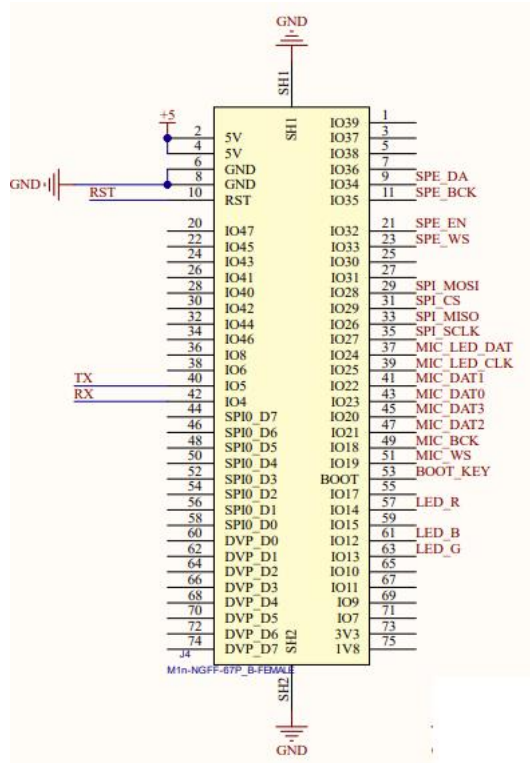 GND
SH1
SH1
+5
IO39 1
2 5V IO37 3
4 5V IO38 5
6 GND IO36 7
GND 8 GND IO34 9 SPE_DA
RST 10 RST IO35 11 SPE_BCK
20 IO47 IO32 21 SPE_EN
22 IO45 IO33 23 SPE_WS
24 IO43 IO30 25
26 IO41 IO31 27
28 IO40 IO28 29 SPI_MOSI
30 IO42 IO29 31 SPI_CS
32 IO44 IO26 33 SPI_MISO
34 IO46 IO27 35 SPI_SCLK
36 IO8 IO24 37 MIC_LED_DAT
38 IO6 IO25 39 MIC_LED_CLK
TX 40 IO5 IO22 41 MIC_DAT1
RX 42 IO4 IO23 43 MIC_DAT0
44 SPI0_D7 IO20 45 MIC_DAT3
46 SPI0_D6 IO21 47 MIC_DAT2
48 SPI0_D5 IO18 49 MIC_BCK
50 SPI0_D4 IO19 51 MIC_WS
52 SPI0_D3 BOOT 53 BOOT_KEY
54 SPI0_D2 IO17 55
56 SPI0_D1 IO14 57 LED_R
58 SPI0_D0 IO15 59
60 DVP_D0 IO12 61 LED_B
62 DVP_D1 IO13 63 LED_G
64 DVP_D2 IO10 65
66 DVP_D3 IO11 67
68 DVP_D4 IO9 69
70 DVP_D5 IO7 71
72 DVP_D6 3V3 73
74 DVP_D7 1V8 75
SH2
J4
M1n-NGFF-67P_B-FEMALE
SH2
GND